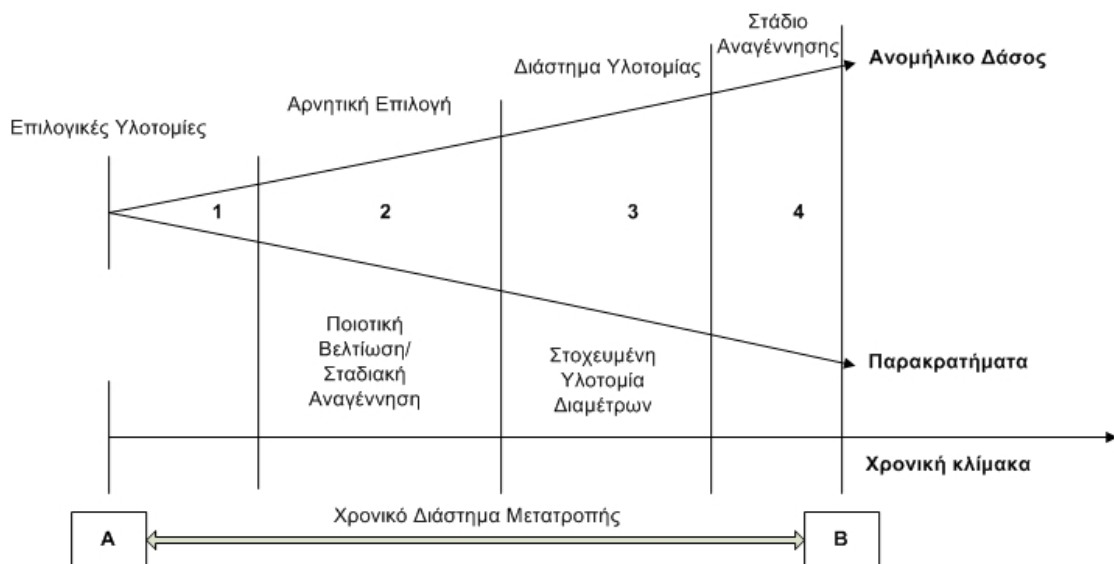 Στάδιο
Αναγέννησης
Διάστημα Υλοτομίας
Ανομήλικο Δάσος
Αρνητική Επιλογή
Επιλογικές Υλοτομίες
1
2
3
4
Ποιοτική
Βελτίωση/
Σταδιακή
Αναγέννηση
Στοχευμένη
Υλοτομία
Διαμέτρων
Παρακρατήματα
Χρονική κλίμακα
Χρονικό Διάστημα Μετατροπής
Α
Β